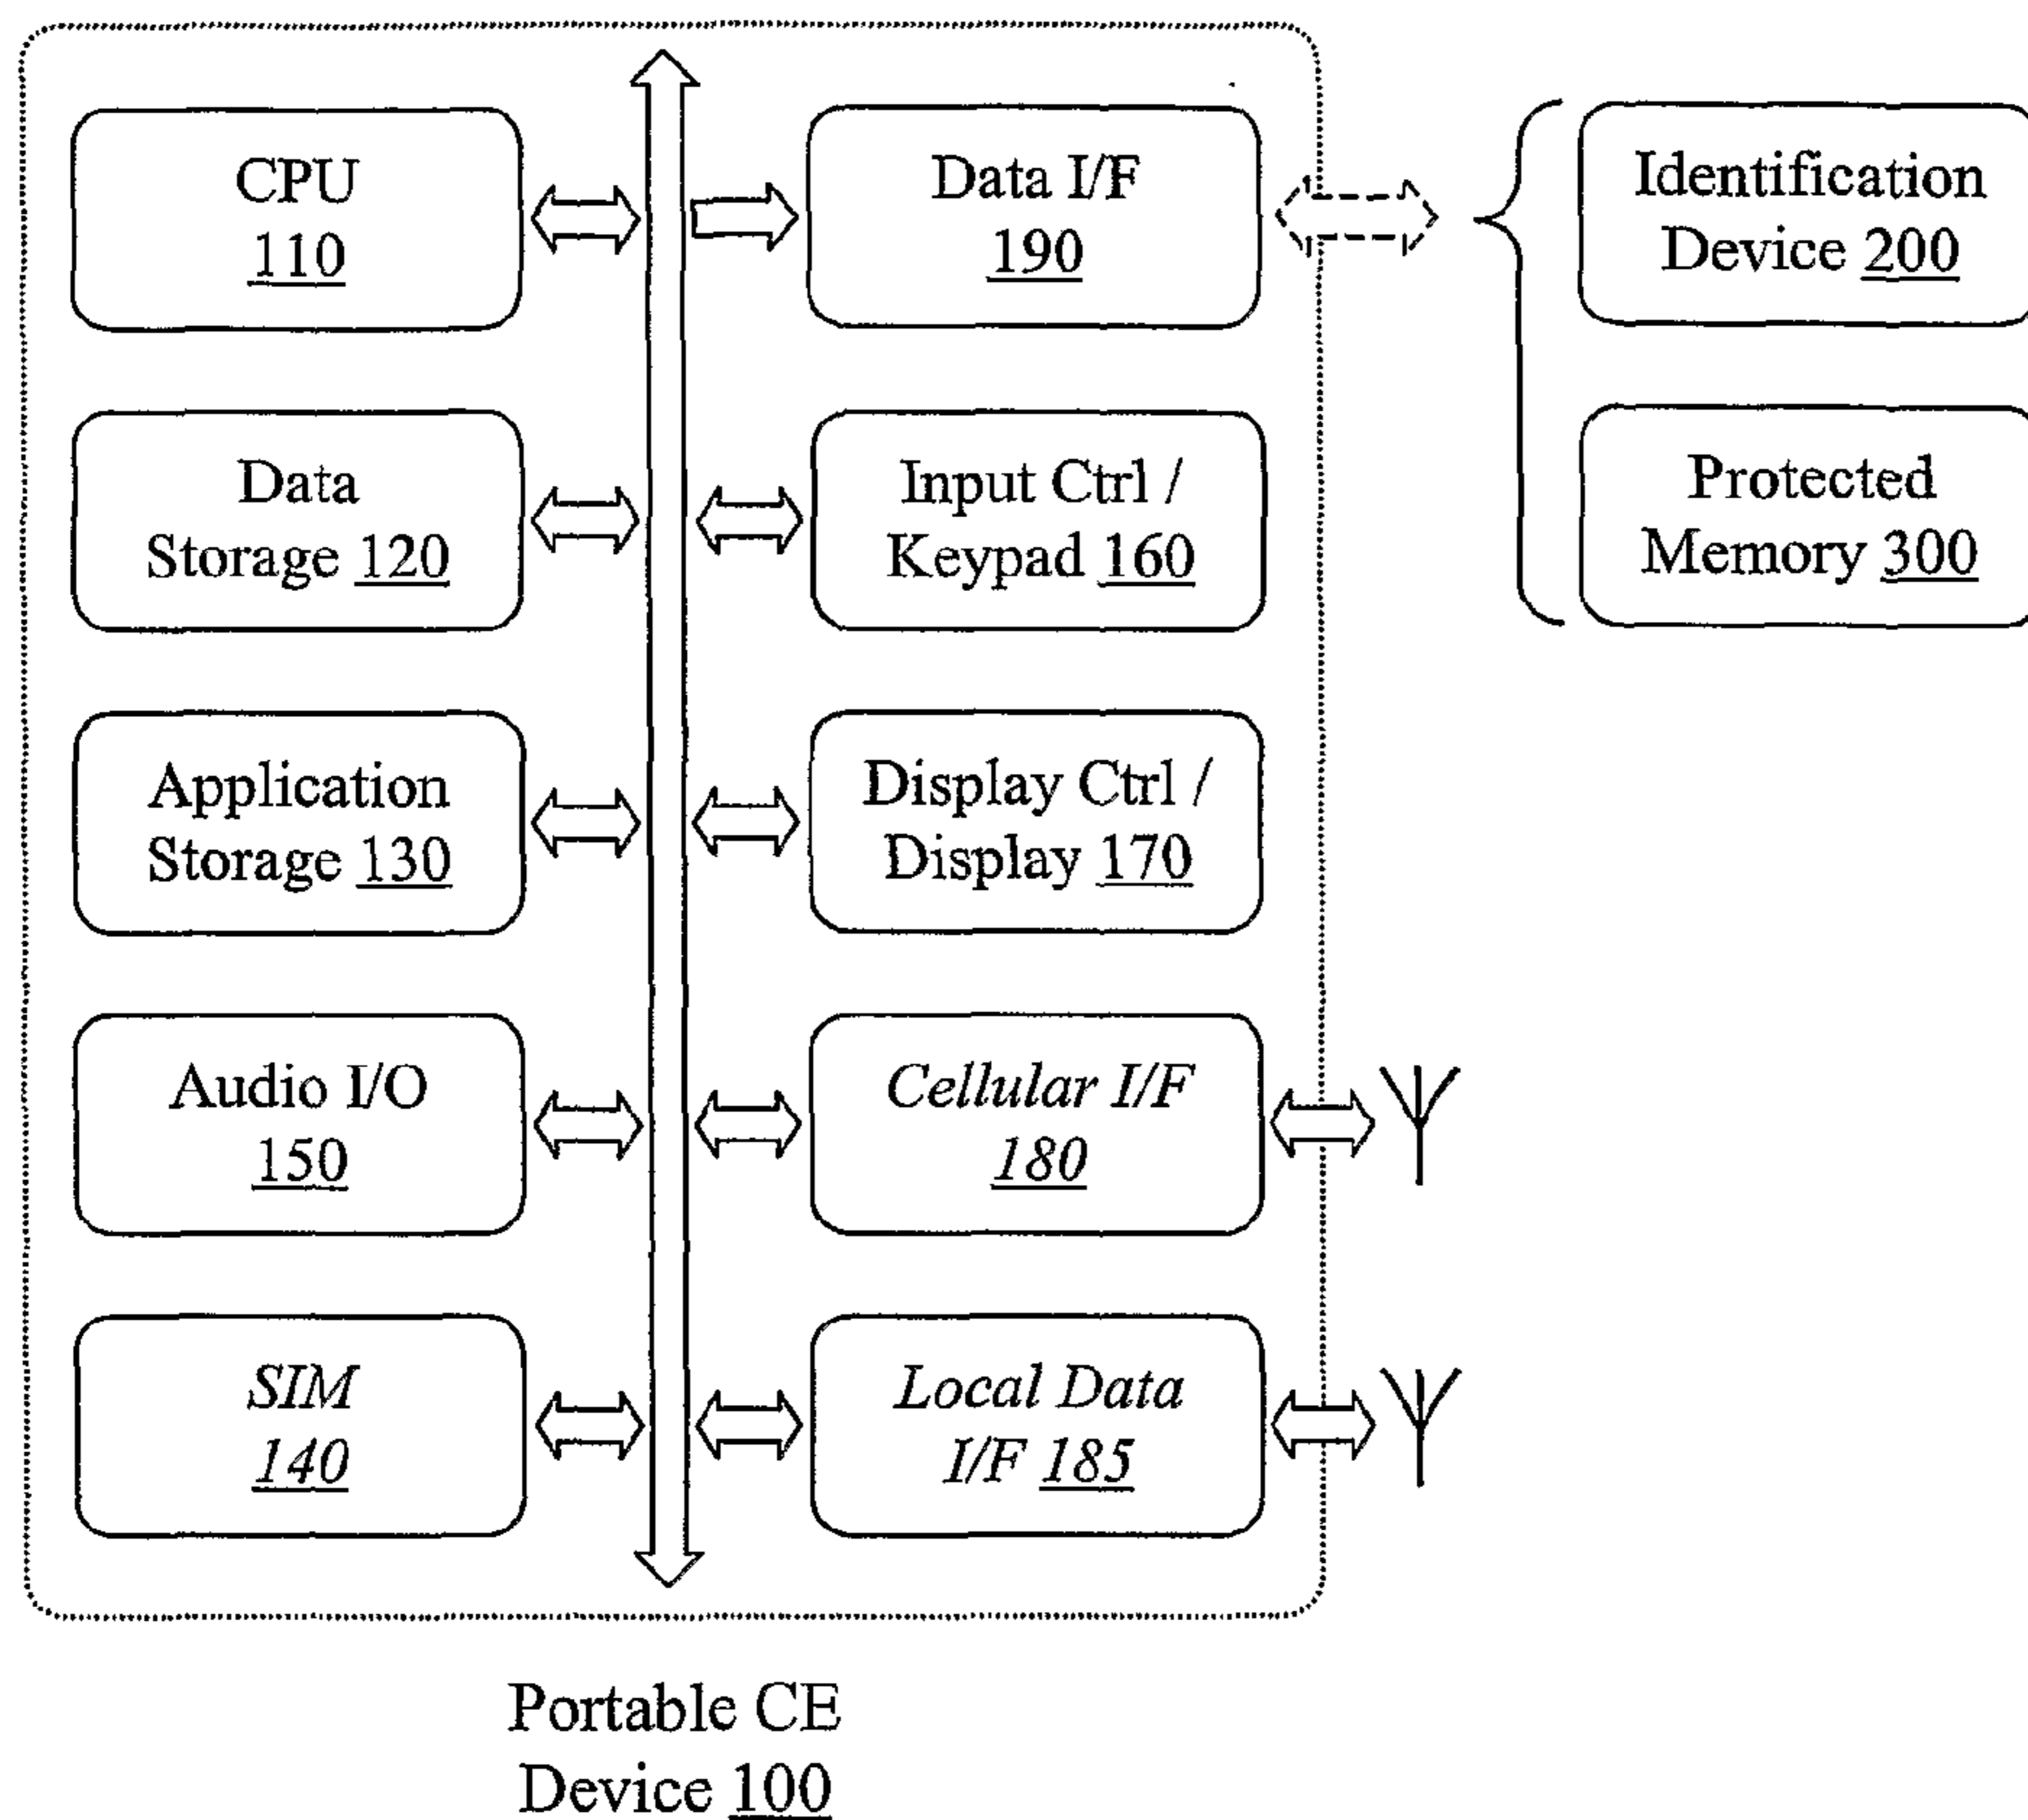 CPU
110
Data I/F
190
Identification
Device 200
Data
Storage 120
Input Ctrl /
Keypad 160
Protected
Memory 300
Application
Storage 130
Display Ctrl /
Display 170
Audio I/O
150
Cellular I/F
180
SIM
140
Local Data
I/F 185
Portable CE
Device 100